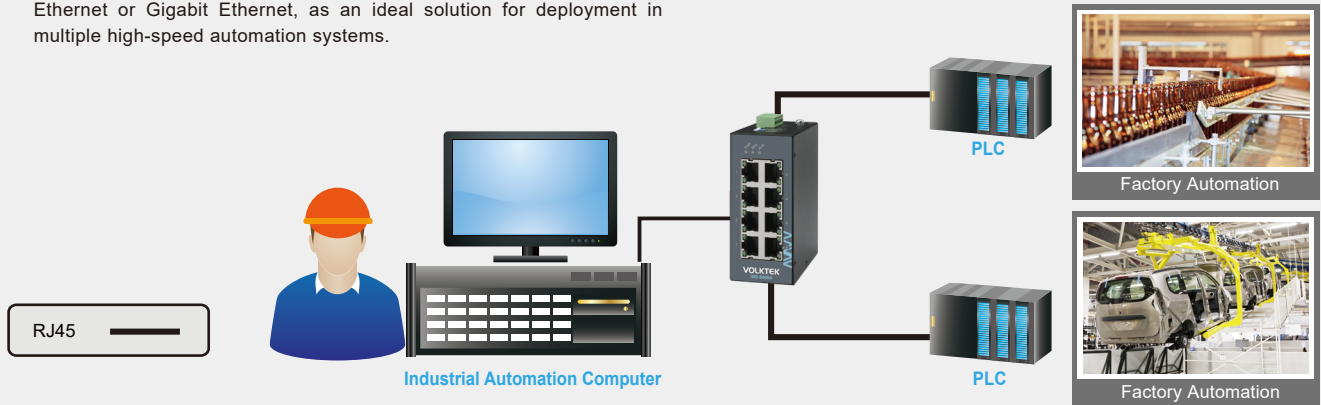 Ethernet or Gigabit Ethernet, as an ideal solution for deployment in
multiple high-speed automation systems.
PLC
Factory Automation
VOLKTEK
RJ45
Industrial Automation Computer
PLC
Factory Automation